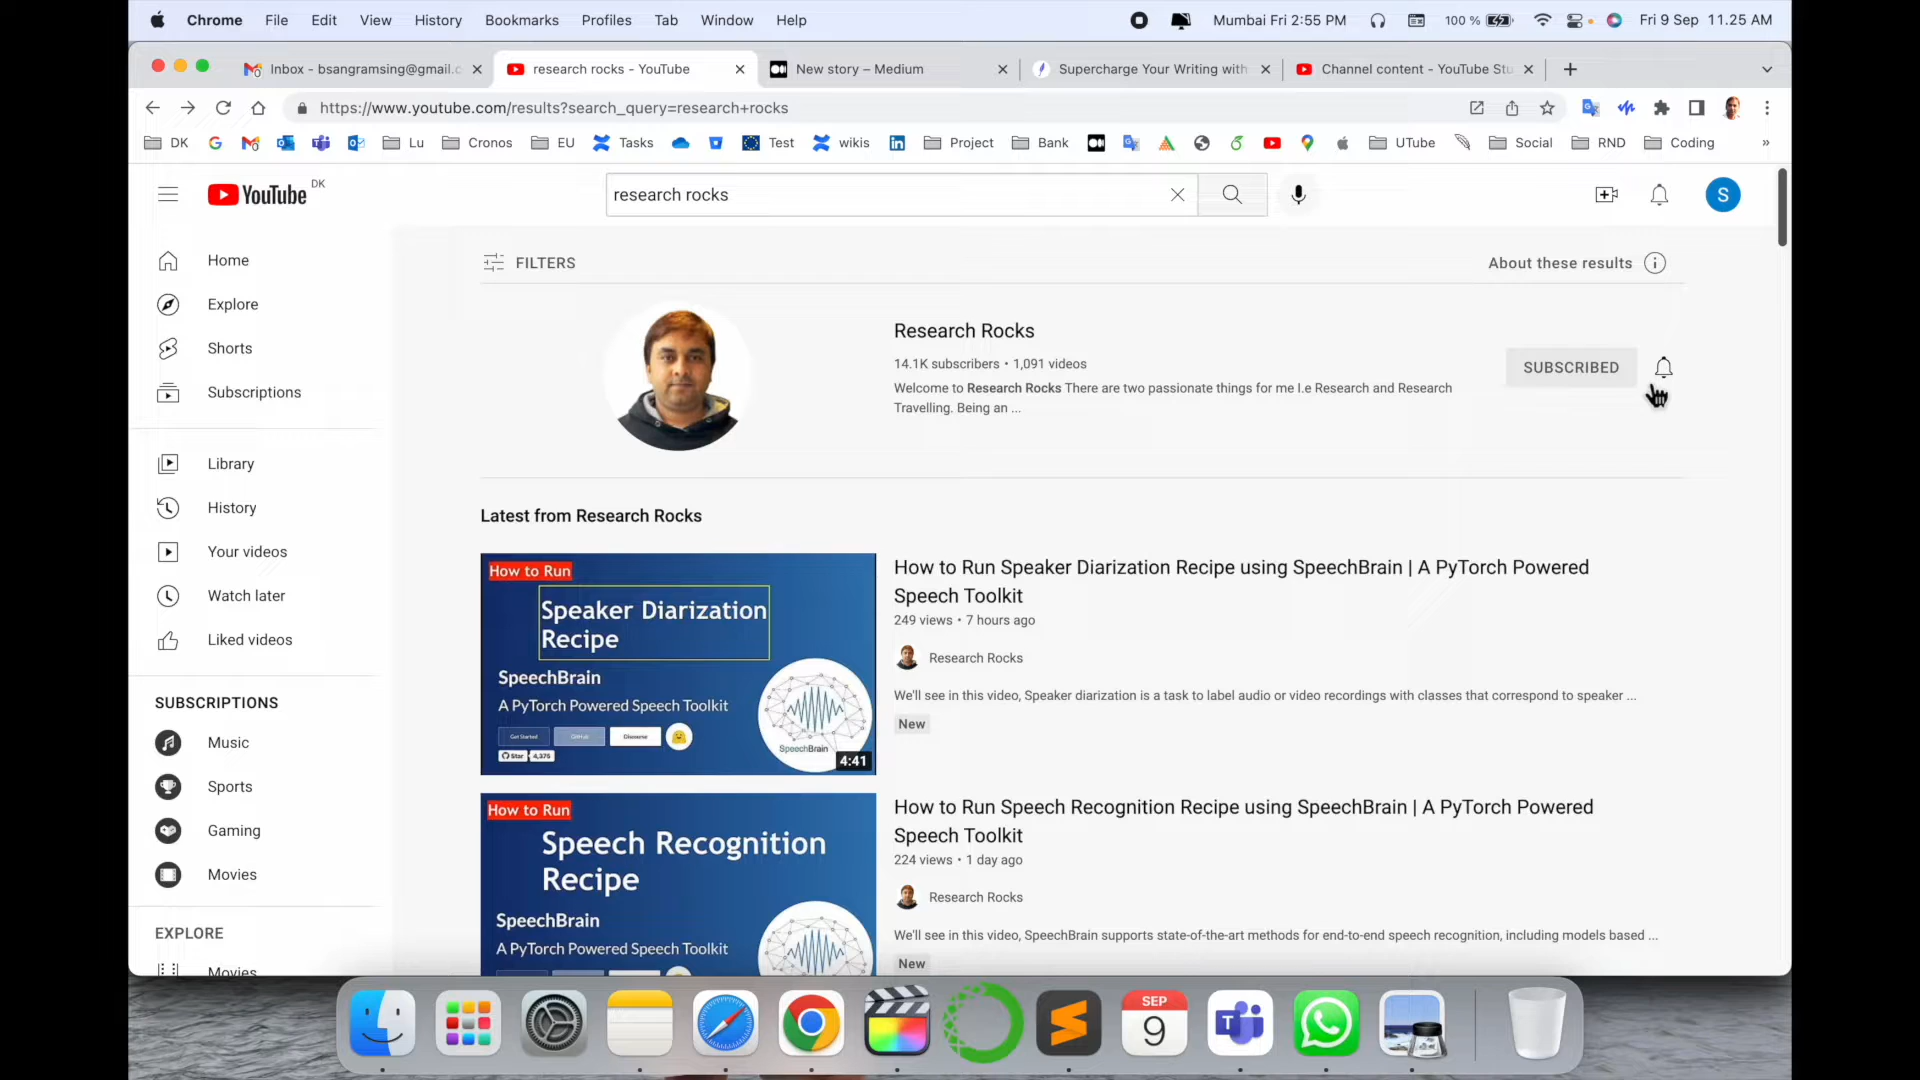 Chrome File Edit View History Bookmarks Profiles Tab Window Help
Mumbai Fri 2:55 PM 100 % Fri 9 Sep 11.25 AM
Inbox - bsangramsing@gmail.c
research rocks - YouTube
New story – Medium
Supercharge Your Writing with
Channel content - YouTube Stu
https://www.youtube.com/results?search_query=research+rocks
DK Lu Cronos EU Tasks Test wikis Project Bank UTube Social RND Coding »
YouTube DK
research rocks
S
Home
Explore
Shorts
Subscriptions
Library
History
Your videos
Watch later
Liked videos
SUBSCRIPTIONS
Music
Sports
Gaming
Movies
EXPLORE
Movies
FILTERS
About these results
Research Rocks
14.1K subscribers • 1,091 videos
Welcome to Research Rocks There are two passionate things for me I.e Research and Research
Travelling. Being an ...
SUBSCRIBED
Latest from Research Rocks
How to Run
Speaker Diarization
Recipe
SpeechBrain
A PyTorch Powered Speech Toolkit
Get Started GitHub Discourse
Star 4,375
SpeechBrain
4:41
How to Run Speaker Diarization Recipe using SpeechBrain | A PyTorch Powered
Speech Toolkit
249 views • 7 hours ago
Research Rocks
We'll see in this video, Speaker diarization is a task to label audio or video recordings with classes that correspond to speaker ...
New
How to Run
Speech Recognition
Recipe
SpeechBrain
A PyTorch Powered Speech Toolkit
How to Run Speech Recognition Recipe using SpeechBrain | A PyTorch Powered
Speech Toolkit
224 views • 1 day ago
Research Rocks
We'll see in this video, SpeechBrain supports state-of-the-art methods for end-to-end speech recognition, including models based ...
New
SEP
9
T